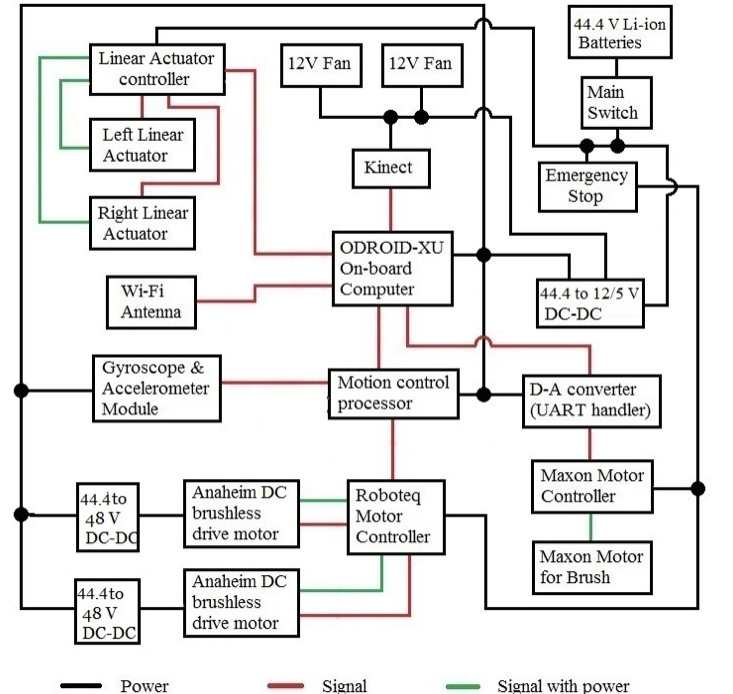 44.4 V Li-ion
Batteries
Linear Actuator
controller
12V Fan
12V Fan
Main
Switch
Left Linear
Actuator
Kinect
Emergency
Stop
Right Linear
Actuator
ODROID-XU
On-board
Computer
Wi-Fi
Antenna
44.4 to 12/5 V
DC-DC
Gyroscope &
Accelerometer
Module
Motion control
processor
D-A converter
(UART handler)
Maxon Motor
Controller
44.4to
48 V
DC-DC
Anaheim DC
brushless
drive motor
Roboteq
Motor
Controller
Maxon Motor
for Brush
44.4to
48 V
DC-DC
Anaheim DC
brushless
drive motor
Power
Signal
Signal with power